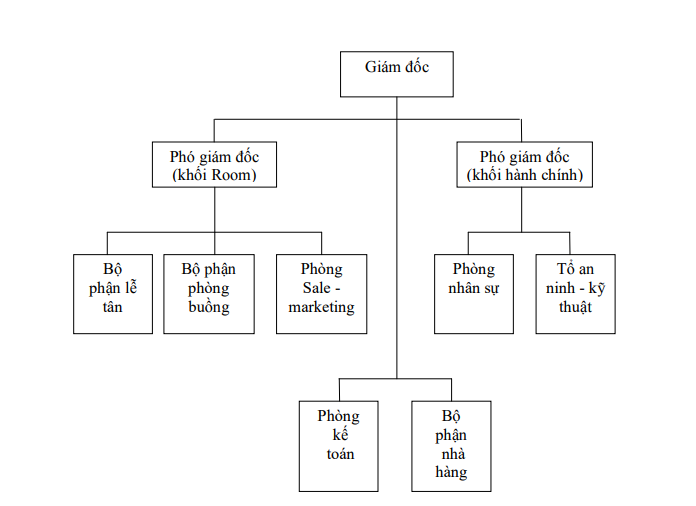 Giám đốc
Phó giám đốc
(khối Room)
Phó giám đốc
(khối hành chính)
Bộ
phận lễ
tân
Bộ phận
phòng
buồng
Phòng
Sale -
marketing
Phòng
nhân sự
Tổ an
ninh - kỹ
thuật
Phòng
kế
toán
Bộ
phận
nhà
hàng